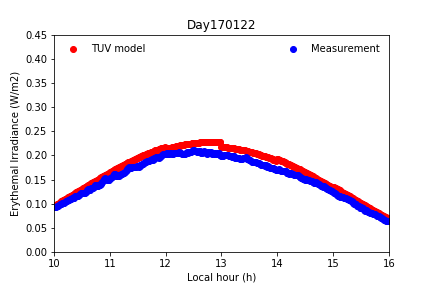 Day170122
TUV model
Measurement
Erythemal Irradiance (W/m2)
0.45
0.40
0.35
0.30
0.25
0.20
0.15
0.10
0.05
0.00
10 11 12 13 14 15 16
Local hour (h)